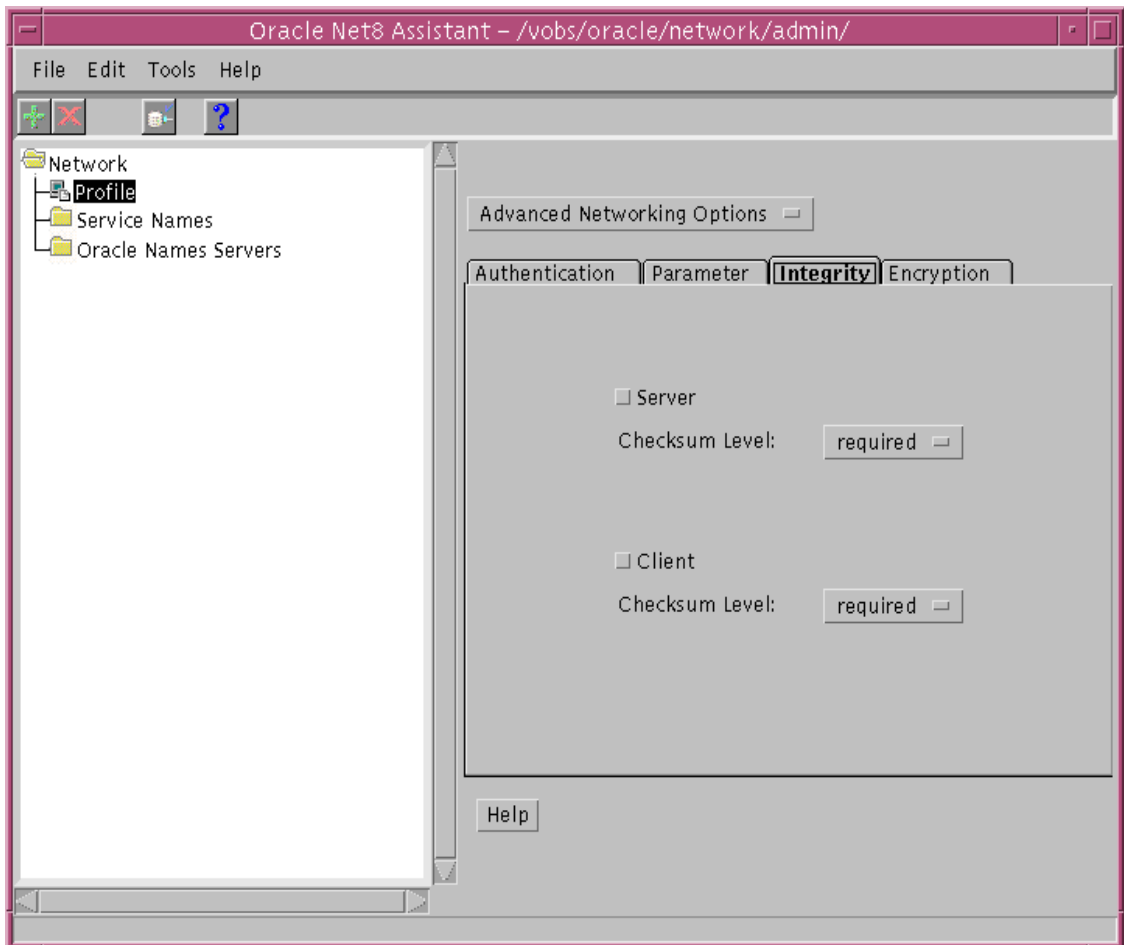 Oracle Net8 Assistant – /vobs/oracle/network/admin/
File Edit Tools Help
?
Network
Profile
Service Names
Oracle Names Servers
Advanced Networking Options
Authentication Parameter Integrity Encryption
Server
Checksum Level: required
Client
Checksum Level: required
Help